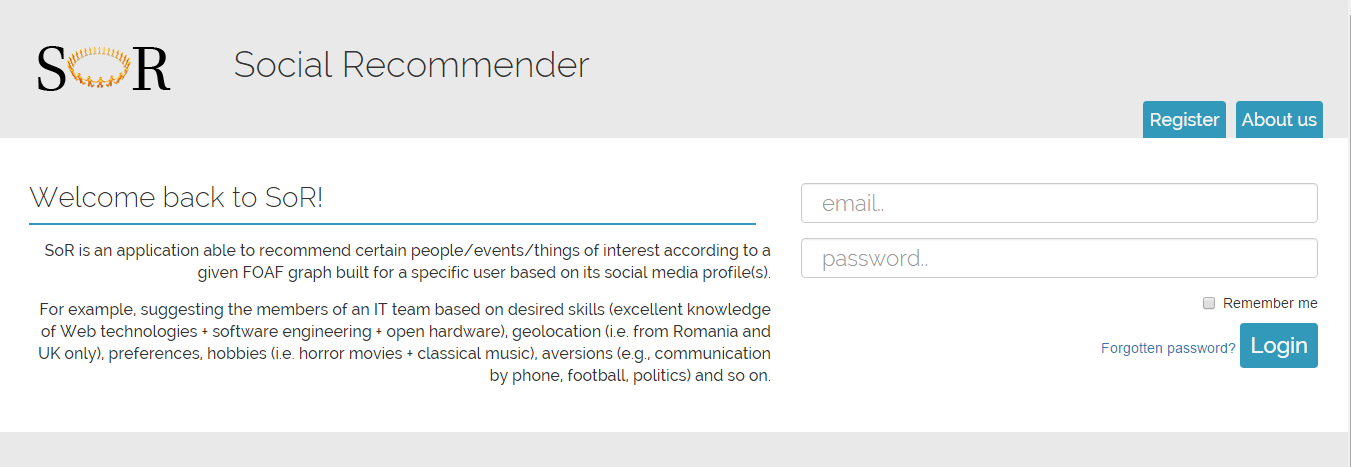 SoR
Social Recommender
Register
About us
Welcome back to SoR!
SoR is an application able to recommend certain people/events/things of interest according to a
given FOAF graph built for a specific user based on its social media profile(s).
For example, suggesting the members of an IT team based on desired skills (excellent knowledge
of Web technologies + software engineering + open hardware), geolocation (i.e. from Romania and
UK only), preferences, hobbies (i.e. horror movies + classical music), aversions (e.g., communication
by phone, football, politics) and so on.
email..
password..
Remember me
Forgotten password?
Login